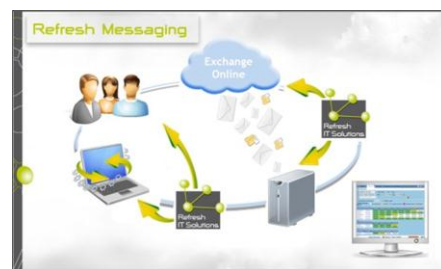 Refresh Messaging
Exchange
Online
Refresh
IT Solutions
Refresh
IT Solutions